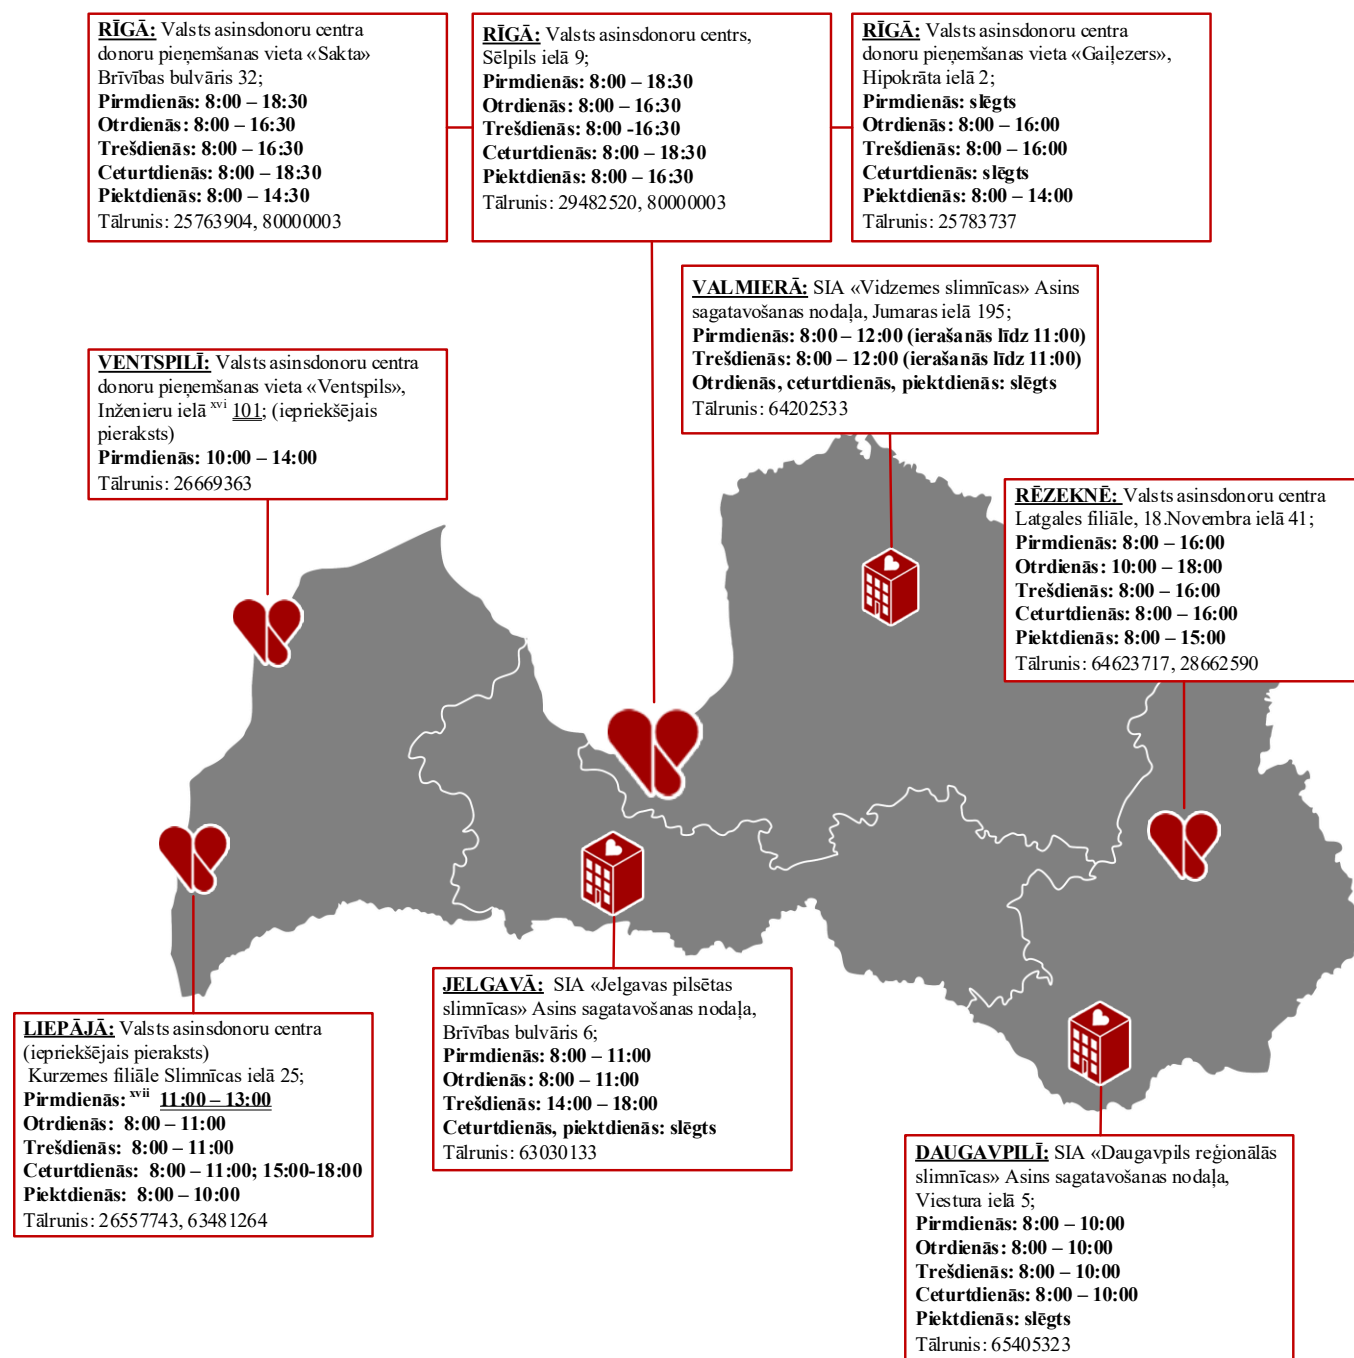 RĪGĀ: Valsts asinsdonoru centra
donoru pieņemšanas vieta «Sakta»
Brīvības bulvāris 32;
Pirmdienās: 8:00 – 18:30
Otrdienās: 8:00 – 16:30
Trešdienās: 8:00 – 16:30
Ceturtdienās: 8:00 – 18:30
Piektdienās: 8:00 – 14:30
Tālrunis: 25763904, 80000003
RĪGĀ: Valsts asinsdonoru centrs,
Sēlpils ielā 9;
Pirmdienās: 8:00 – 18:30
Otrdienās: 8:00 – 16:30
Trešdienās: 8:00 -16:30
Ceturtdienās: 8:00 – 18:30
Piektdienās: 8:00 – 16:30
Tālrunis: 29482520, 80000003
RĪGĀ: Valsts asinsdonoru centra
donoru pieņemšanas vieta «Gaiļezers»,
Hipokrāta ielā 2;
Pirmdienās: slēgts
Otrdienās: 8:00 – 16:00
Trešdienās: 8:00 – 16:00
Ceturtdienās: slēgts
Piektdienās: 8:00 – 14:00
Tālrunis: 25783737
VALMIERĀ: SIA «Vidzemes slimnīcas» Asins
sagatavošanas nodaļa, Jumaras ielā 195;
Pirmdienās: 8:00 – 12:00 (ierašanās līdz 11:00)
Trešdienās: 8:00 – 12:00 (ierašanās līdz 11:00)
Otrdienās, ceturtdienās, piektdienās: slēgts
Tālrunis: 64202533
VENTSPILĪ: Valsts asinsdonoru centra
donoru pieņemšanas vieta «Ventspils»,
Inženieru ielā xvi 101; (iepriekšējais
pieraksts)
Pirmdienās: 10:00 – 14:00
Tālrunis: 26669363
RĒZEKNĒ: Valsts asinsdonoru centra
Latgales filiāle, 18.Novembra ielā 41;
Pirmdienās: 8:00 – 16:00
Otrdienās: 10:00 – 18:00
Trešdienās: 8:00 – 16:00
Ceturtdienās: 8:00 – 16:00
Piektdienās: 8:00 – 15:00
Tālrunis: 64623717, 28662590
LIEPĀJĀ: Valsts asinsdonoru centra
(iepriekšējais pieraksts)
Kurzemes filiāle Slimnīcas ielā 25;
Pirmdienās: xvii 11:00 – 13:00
Otrdienās: 8:00 – 11:00
Trešdienās: 8:00 – 11:00
Ceturtdienās: 8:00 – 11:00; 15:00-18:00
Piektdienās: 8:00 – 10:00
Tālrunis: 26557743, 63481264
JELGAVĀ: SIA «Jelgavas pilsētas
slimnīcas» Asins sagatavošanas nodaļa,
Brīvības bulvāris 6;
Pirmdienās: 8:00 – 11:00
Otrdienās: 8:00 – 11:00
Trešdienās: 14:00 – 18:00
Ceturtdienās, piektdienās: slēgts
Tālrunis: 63030133
DAUGAVPILĪ: SIA «Daugavpils reģionālās
slimnīcas» Asins sagatavošanas nodaļa,
Viestura ielā 5;
Pirmdienās: 8:00 – 10:00
Otrdienās: 8:00 – 10:00
Trešdienās: 8:00 – 10:00
Ceturtdienās: 8:00 – 10:00
Piektdienās: slēgts
Tālrunis: 65405323